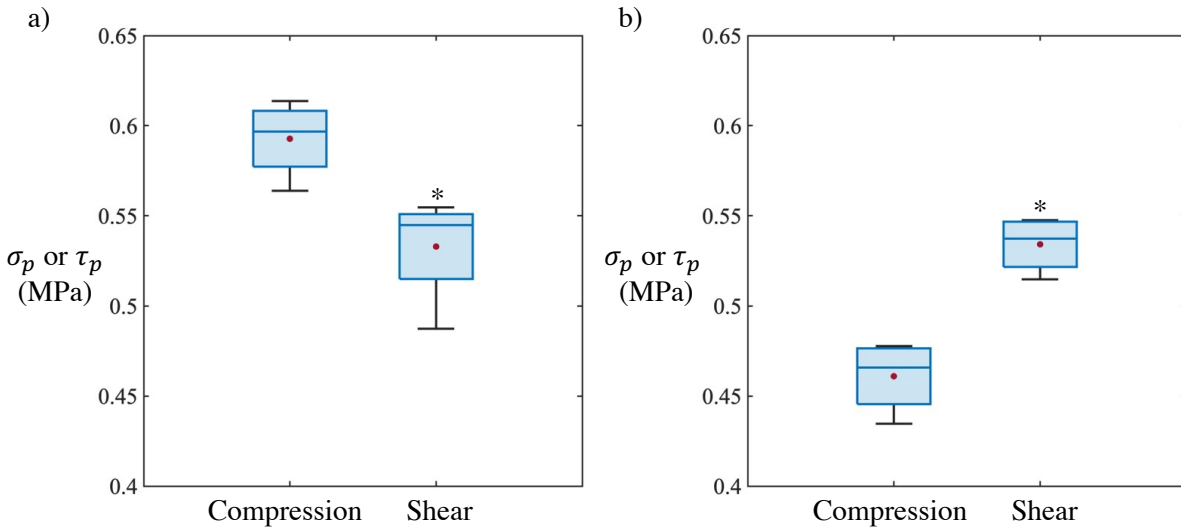 a)
0.65
0.6
0.55
0.5
0.45
0.4
σₚ or τₚ
(MPa)
*
Compression Shear
b)
0.65
0.6
0.55
0.5
0.45
0.4
σₚ or τₚ
(MPa)
*
Compression Shear